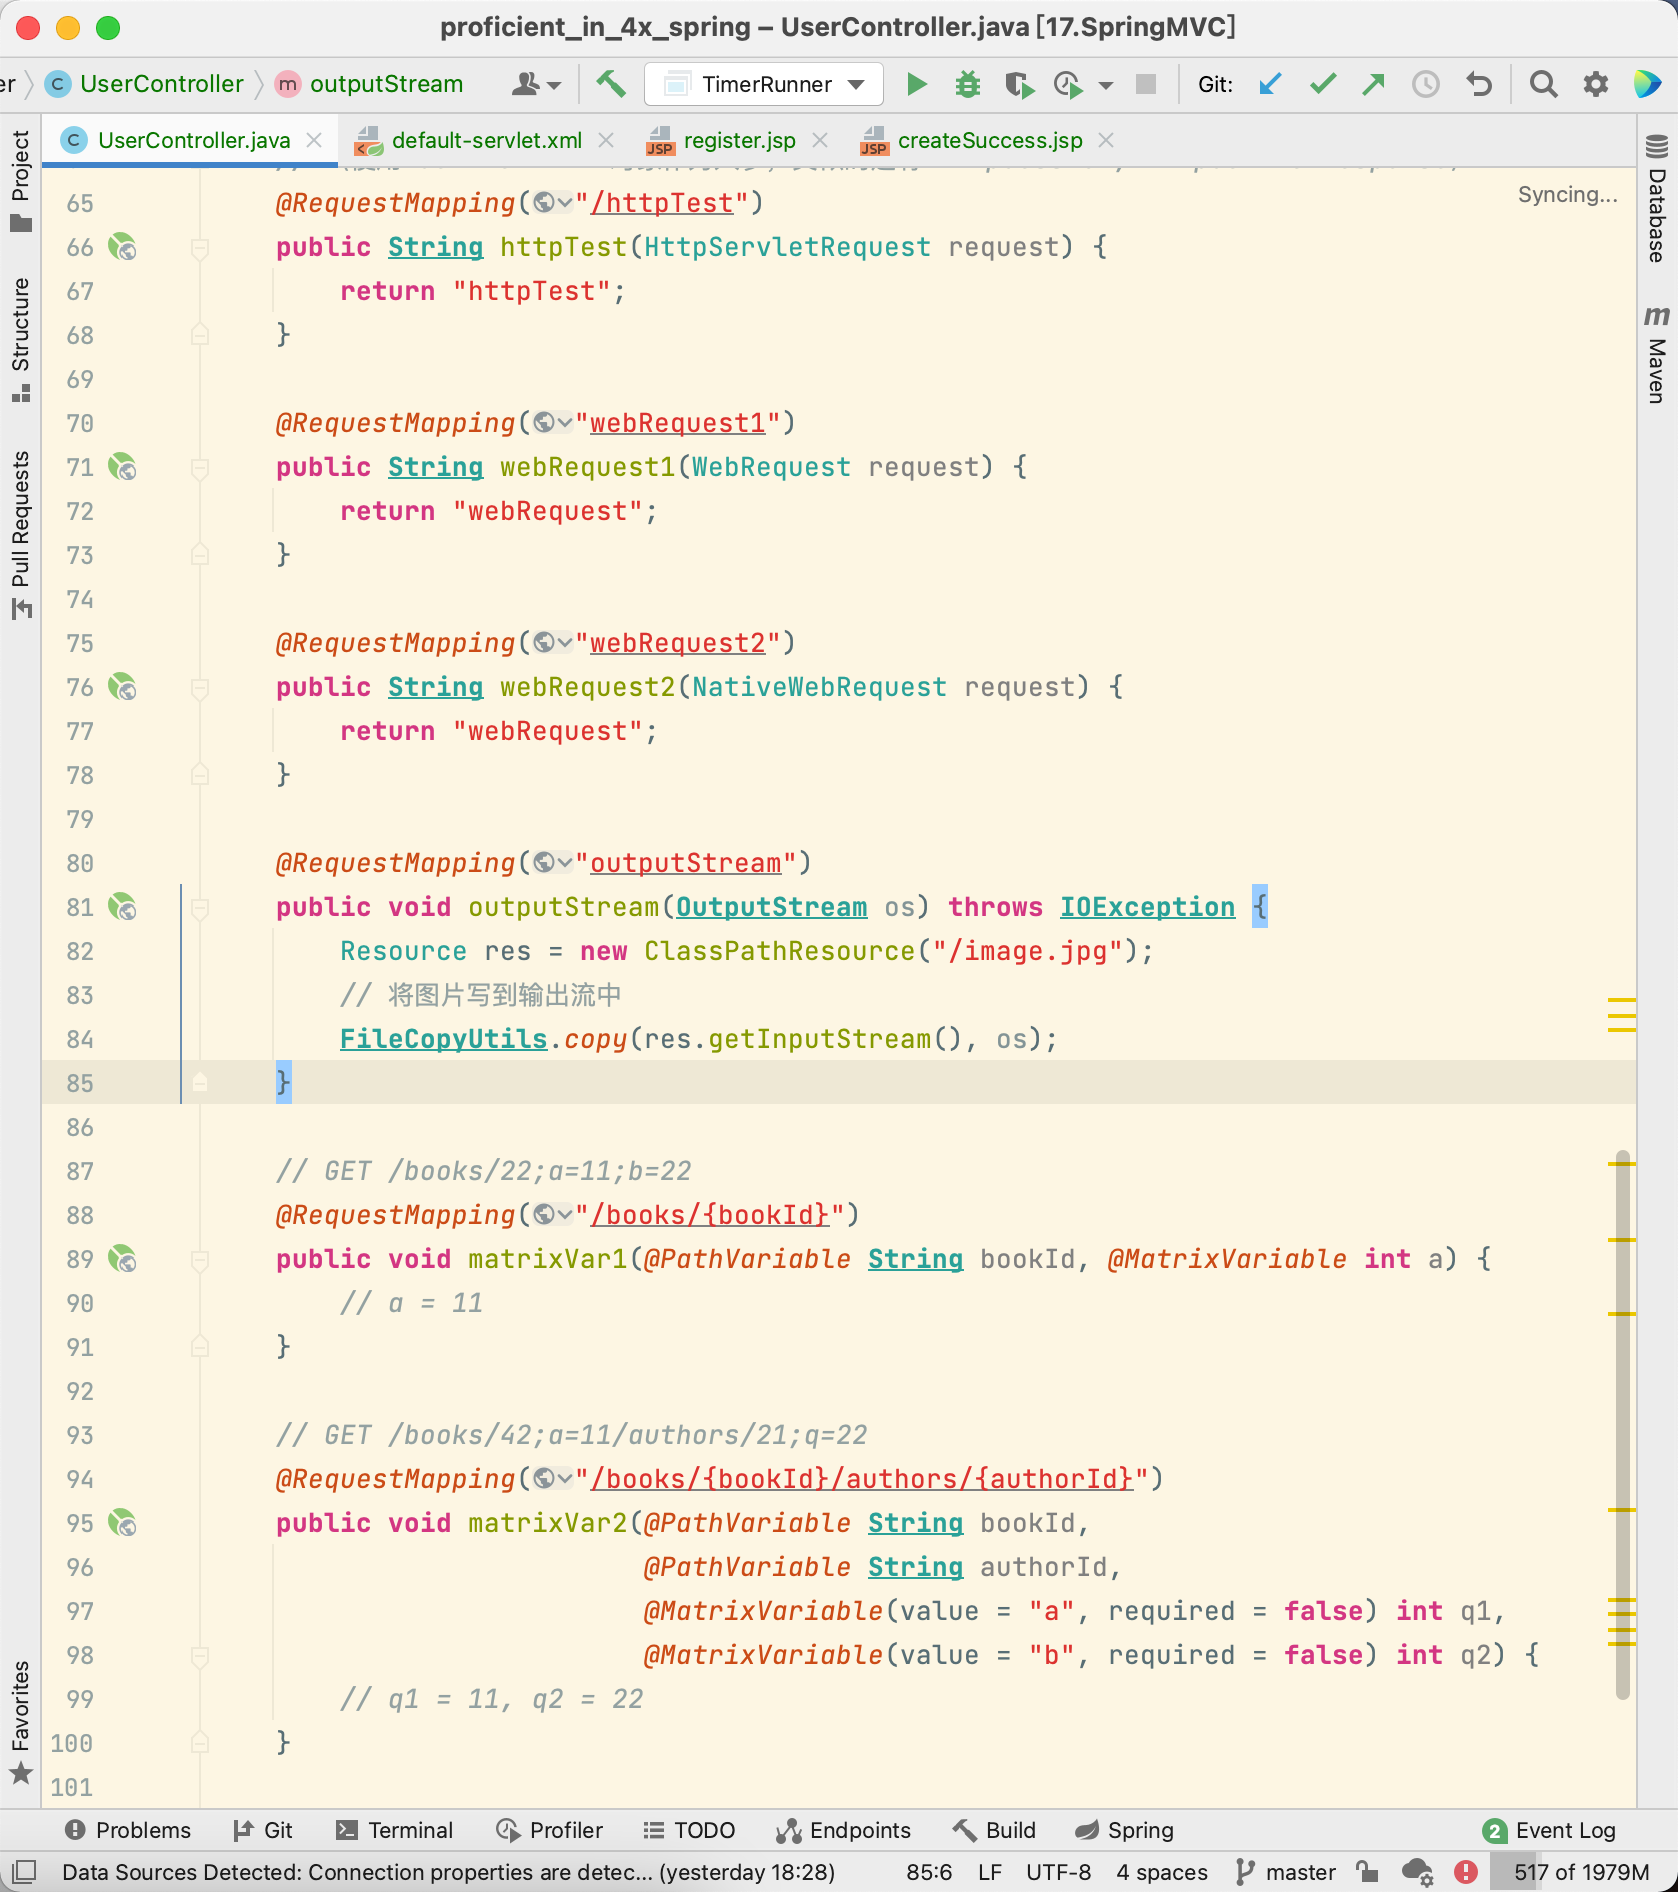 proficient_in_4x_spring – UserController.java [17.SpringMVC]
er UserController outputStream TimerRunner Git:
UserController.java default-servlet.xml register.jsp createSuccess.jsp
Syncing...
65 @RequestMapping("/httpTest")
66 public String httpTest(HttpServletRequest request) {
67 return "httpTest";
68 }
69
70 @RequestMapping("webRequest1")
71 public String webRequest1(WebRequest request) {
72 return "webRequest";
73 }
74
75 @RequestMapping("webRequest2")
76 public String webRequest2(NativeWebRequest request) {
77 return "webRequest";
78 }
79
80 @RequestMapping("outputStream")
81 public void outputStream(OutputStream os) throws IOException {
82 Resource res = new ClassPathResource("/image.jpg");
83 // 将图片写到输出流中
84 FileCopyUtils.copy(res.getInputStream(), os);
85 }
86
87 // GET /books/22;a=11;b=22
88 @RequestMapping("/books/{bookId}")
89 public void matrixVar1(@PathVariable String bookId, @MatrixVariable int a) {
90 // a = 11
91 }
92
93 // GET /books/42;a=11/authors/21;q=22
94 @RequestMapping("/books/{bookId}/authors/{authorId}")
95 public void matrixVar2(@PathVariable String bookId,
96 @PathVariable String authorId,
97 @MatrixVariable(value = "a", required = false) int q1,
98 @MatrixVariable(value = "b", required = false) int q2) {
99 // q1 = 11, q2 = 22
100 }
101
Project
Structure
Pull Requests
Favorites
Database
m Maven
Problems Git Terminal Profiler TODO Endpoints Build Spring 2 Event Log
Data Sources Detected: Connection properties are detec... (yesterday 18:28) 85:6 LF UTF-8 4 spaces master 517 of 1979M